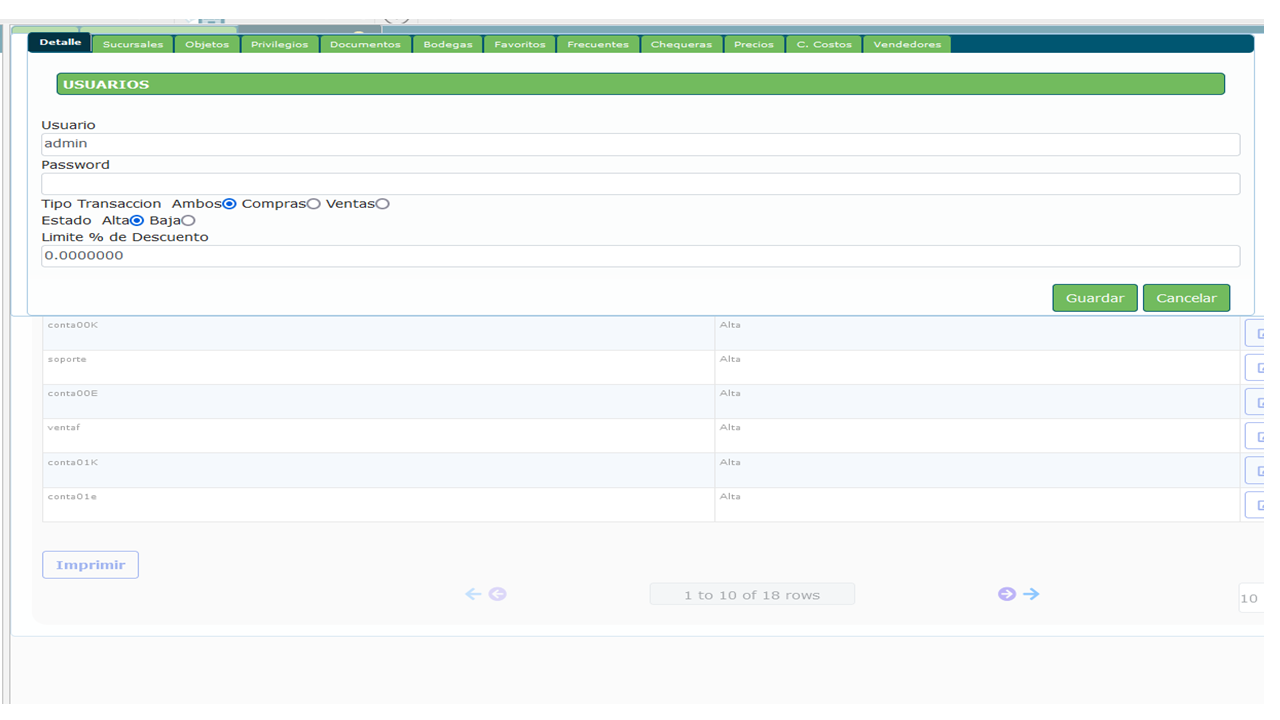 Detalle Sucursales Objetos Privilegios Documentos Bodegas Favoritos Frecuentes Chequeras Precios C. Costos Vendedores
USUARIOS
Usuario
admin
Password
Tipo Transaccion Ambos Compras Ventas
Estado Alta Baja
Limite % de Descuento
0.0000000
Guardar Cancelar
conta00K Alta
soporte Alta
conta00E Alta
ventaf Alta
conta01K Alta
conta01e Alta
Imprimir
1 to 10 of 18 rows
10